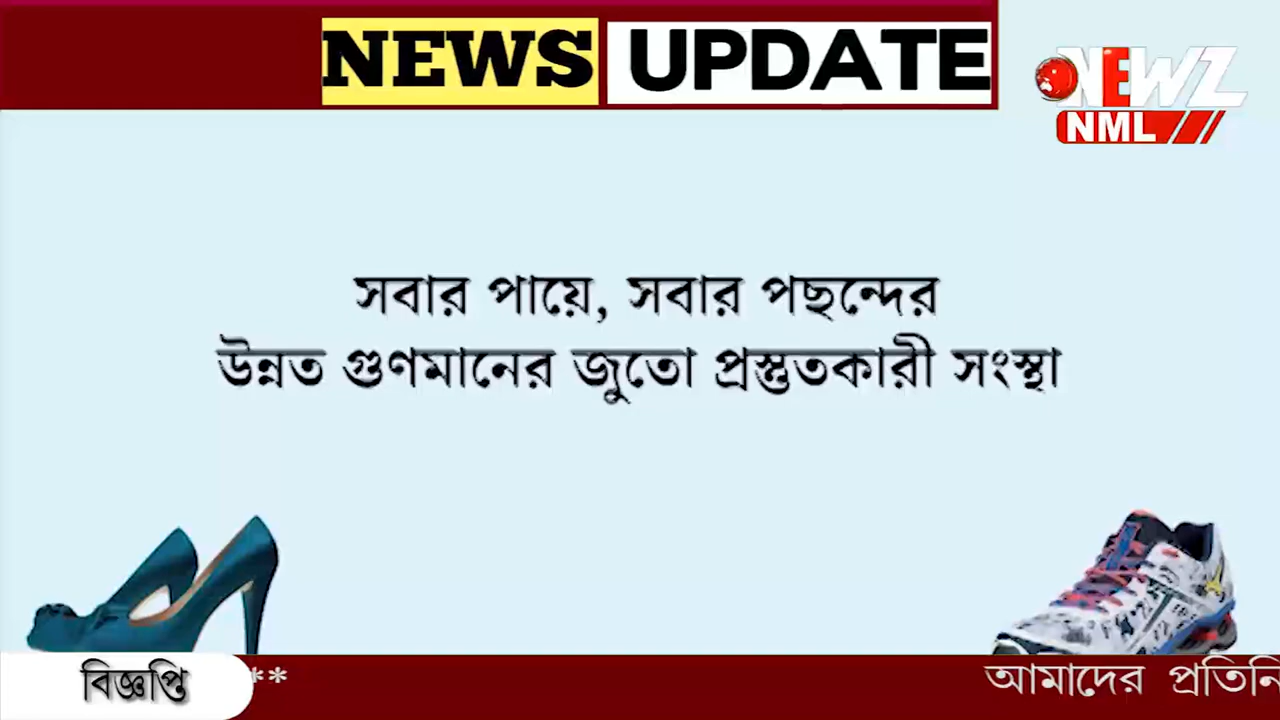 NEWS UPDATE
NEWZ
NML
সবার পায়ে, সবার পছন্দের
উন্নত গুণমানের জুতো প্রস্তুতকারী সংস্থা
বিজ্ঞপ্তি ** আমাদের